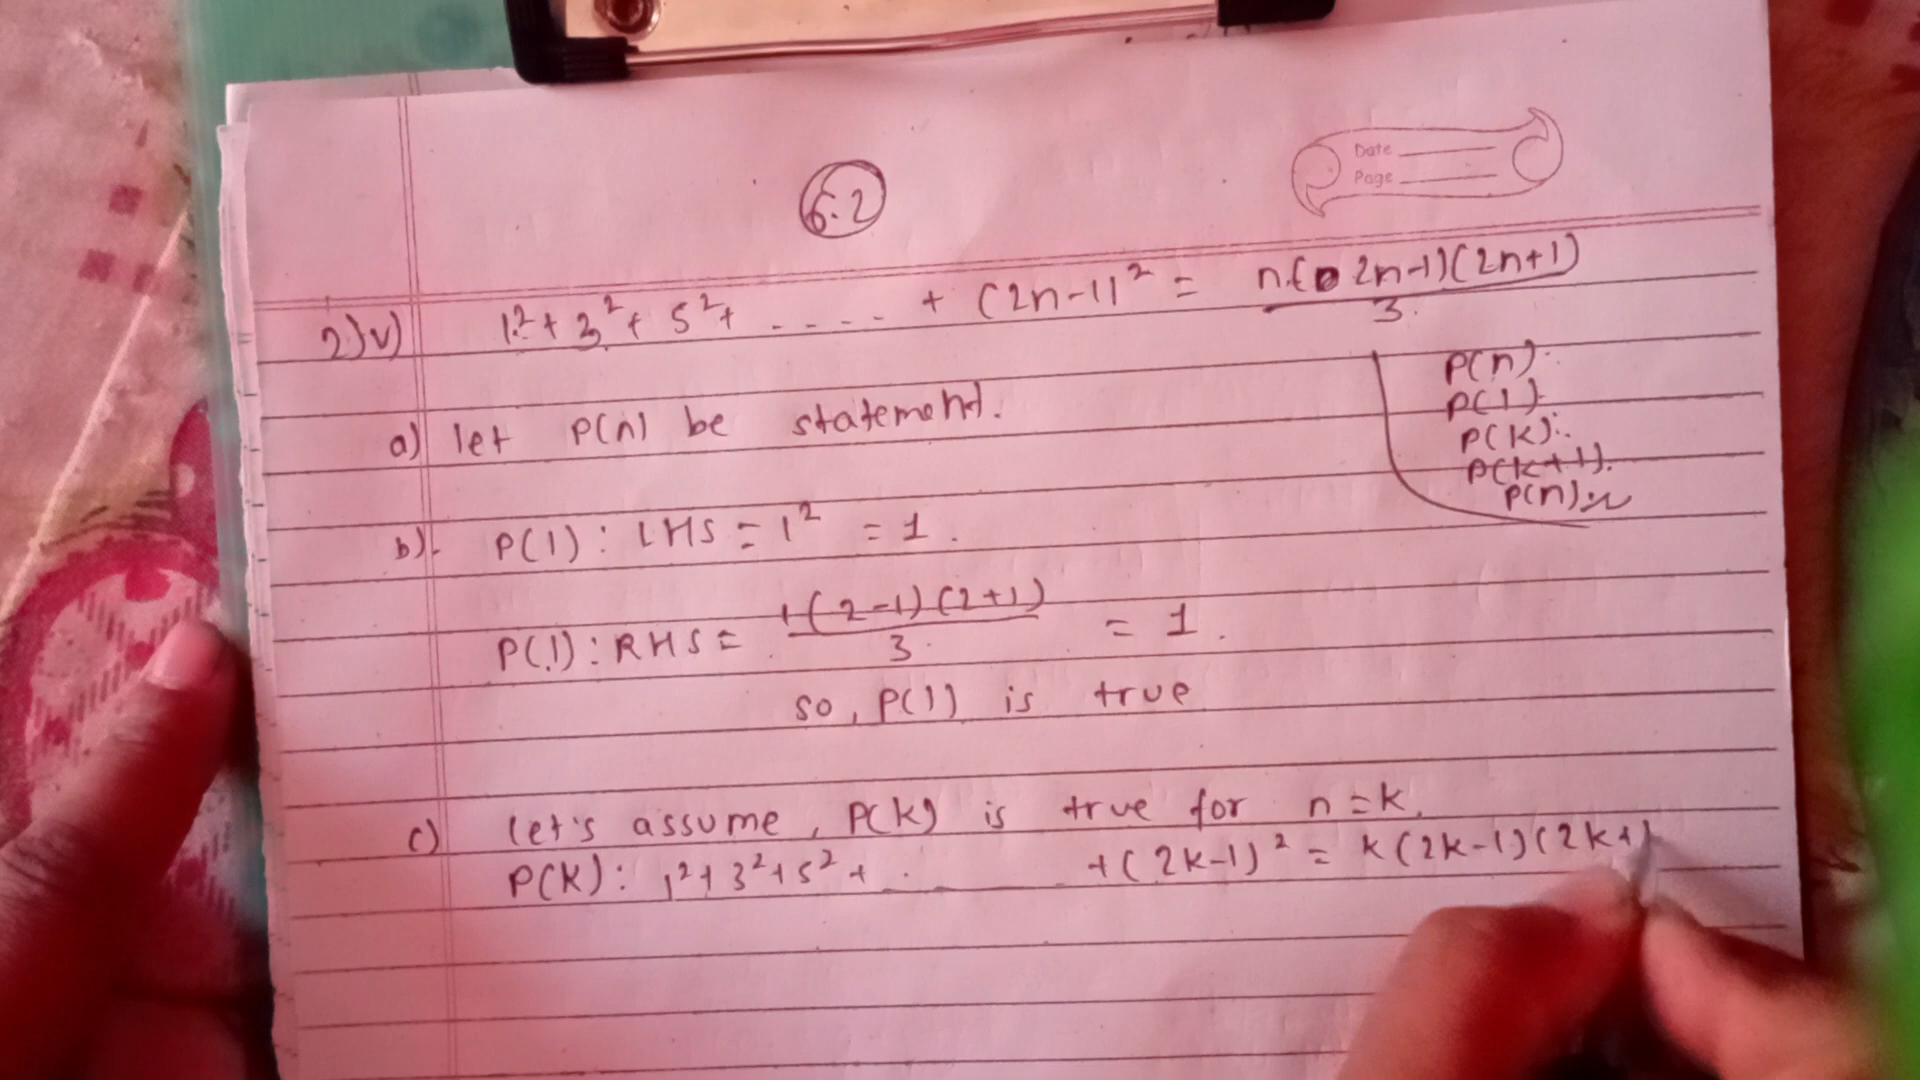 6.2
Date
Page
2)v) 1² + 3² + 5² + .... + (2n-1)² = n(2n-1)(2n+1)
3
P(n)
P(1)
P(k):
P(k+1).
P(n):
a) let P(n) be statement.
b) P(1) : LHS = 1² = 1.
P(1) : RHS = 1(2-1)(2+1) = 1.
3
so, P(1) is true
c) let's assume, P(k) is true for n = k.
P(k) : 1² + 3² + 5² + ... + (2k-1)² = k(2k-1)(2k+1